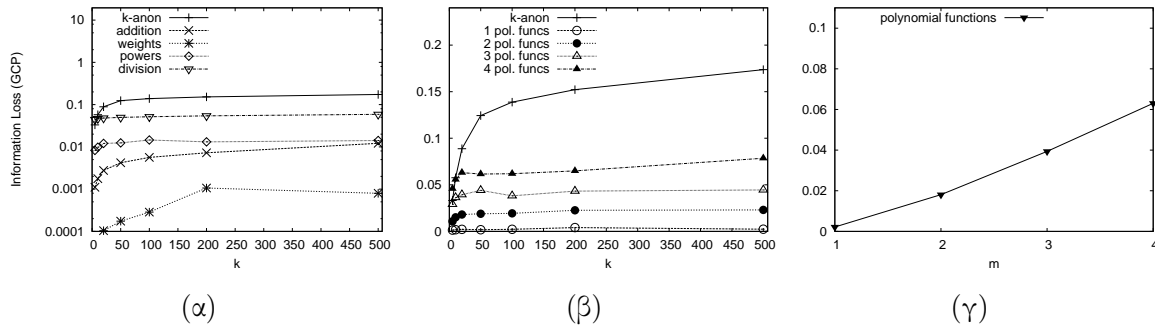 Information Loss (GCP)
10
1
0.1
0.01
0.001
0.0001
k-anon
addition
weights
powers
division
0 50 100 150 200 250 300 350 400 450 500
k
(α)
0.2
0.15
0.1
0.05
0
k-anon
1 pol. funcs
2 pol. funcs
3 pol. funcs
4 pol. funcs
0 50 100 150 200 250 300 350 400 450 500
k
(β)
0.1
0.08
0.06
0.04
0.02
0
polynomial functions
1 2 3 4
m
(γ)